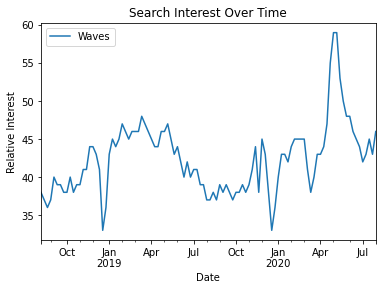 Search Interest Over Time
Waves
60
55
50
45
40
35
Relative Interest
Oct Jan Apr Jul Oct Jan Apr Jul
2019 2020
Date